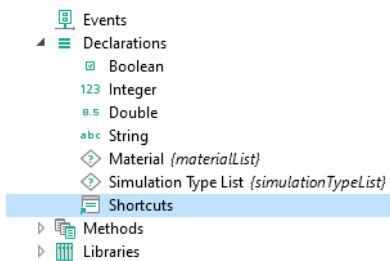 Events
Declarations
Boolean
123 Integer
8.5 Double
abc String
? Material {materialList}
? Simulation Type List {simulationTypeList}
Shortcuts
Methods
Libraries